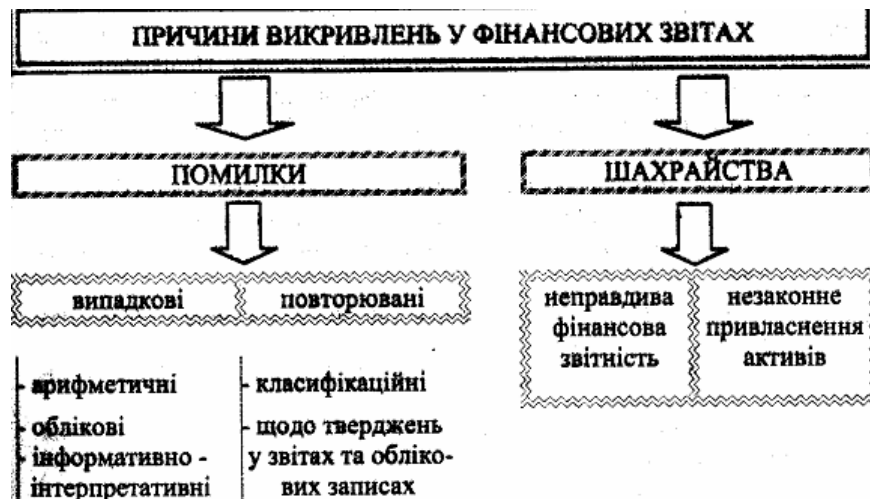 ПРИЧИНИ ВИКРИВЛЕНЬ У ФІНАНСОВИХ ЗВІТАХ
ПОМИЛКИ
ШАХРАЙСТВА
випадкові
повторювані
неправдива
фінансова
звітність
незаконне
привласнення
активів
- арифметичні
- облікові
- інформативно -
інтерпретативні
- класифікаційні
- щодо тверджень
у звітах та обліко-
вих записах